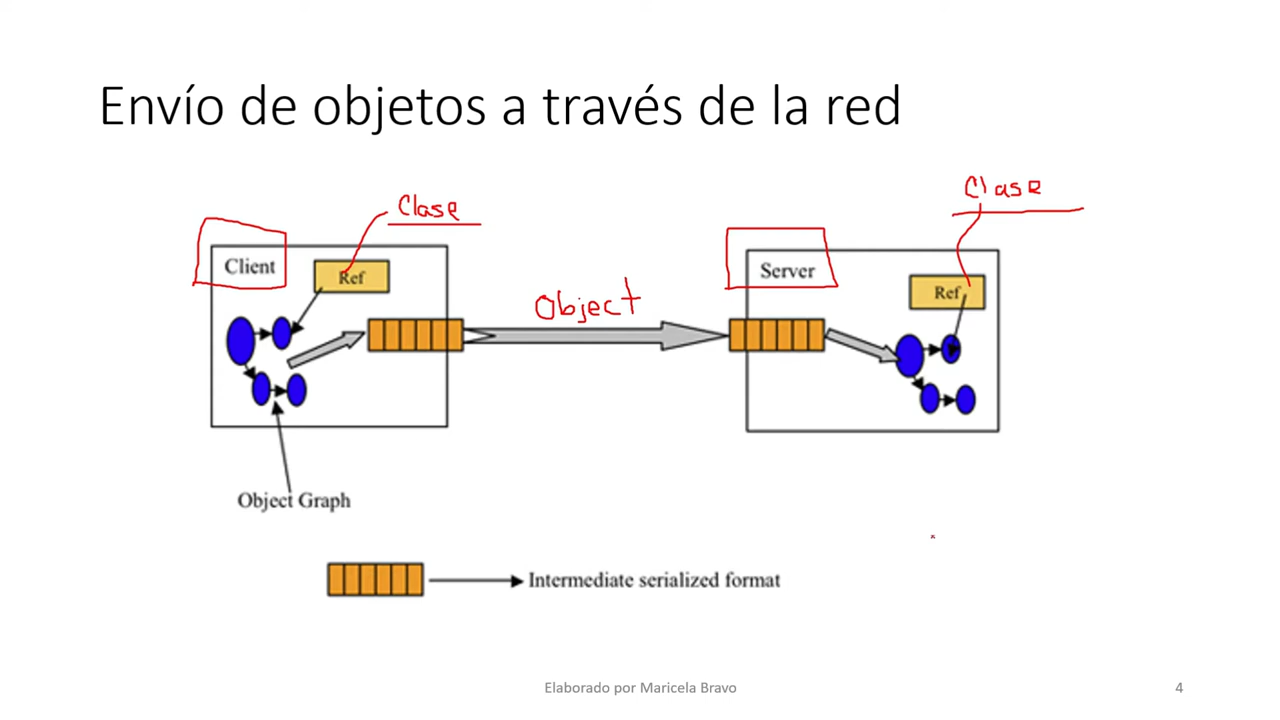 Envío de objetos a través de la red
Clase
Clase
Client
Ref
Object
Server
Ref
Object Graph
Intermediate serialized format
Elaborado por Maricela Bravo
4